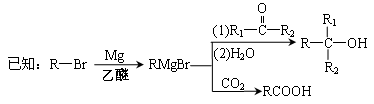 (1)R₁—C—R₂
O
(2)H₂O
R₁
R—C—OH
R₂
已知：R—Br
Mg
乙醚
RMgBr
CO₂
RCOOH